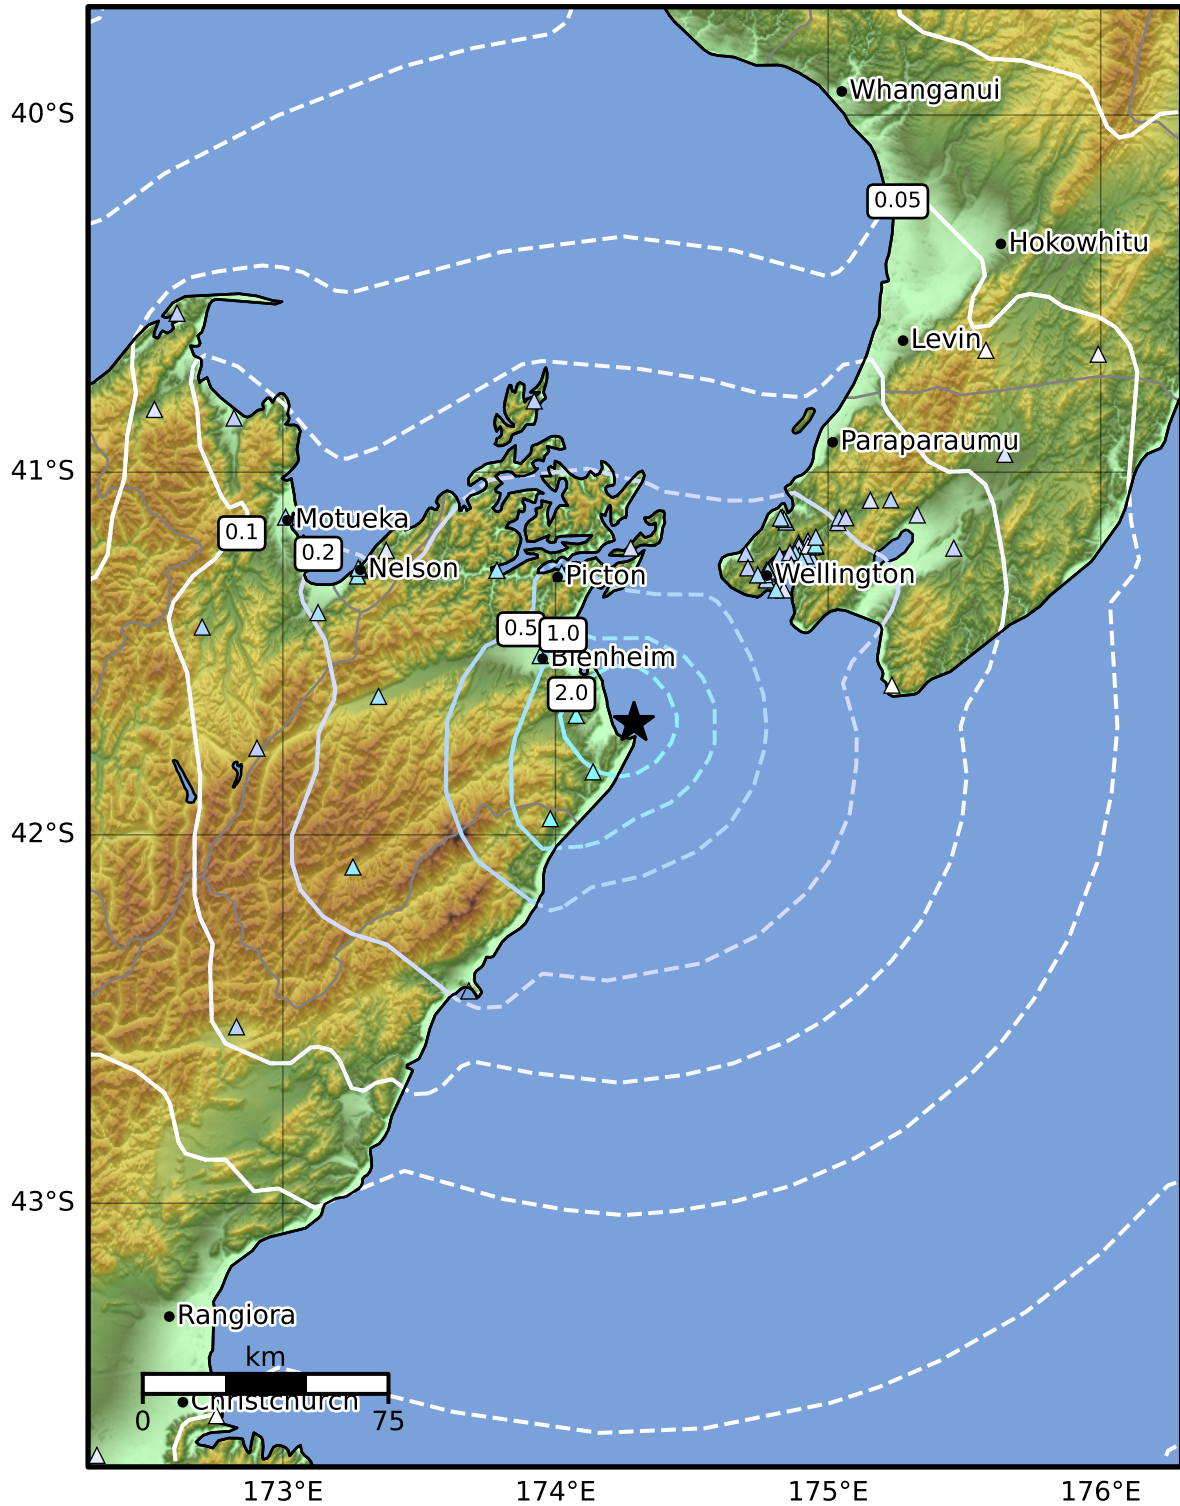 40°S
41°S
42°S
43°S
Whanganui
0.05
Hokowhitu
Levin
Paraparaumu
0.1
Motueka
0.2
Nelson
Picton
Wellington
0.5
1.0
Blenheim
2.0
Rangiora
km
Christchurch
0
75
173°E
174°E
175°E
176°E